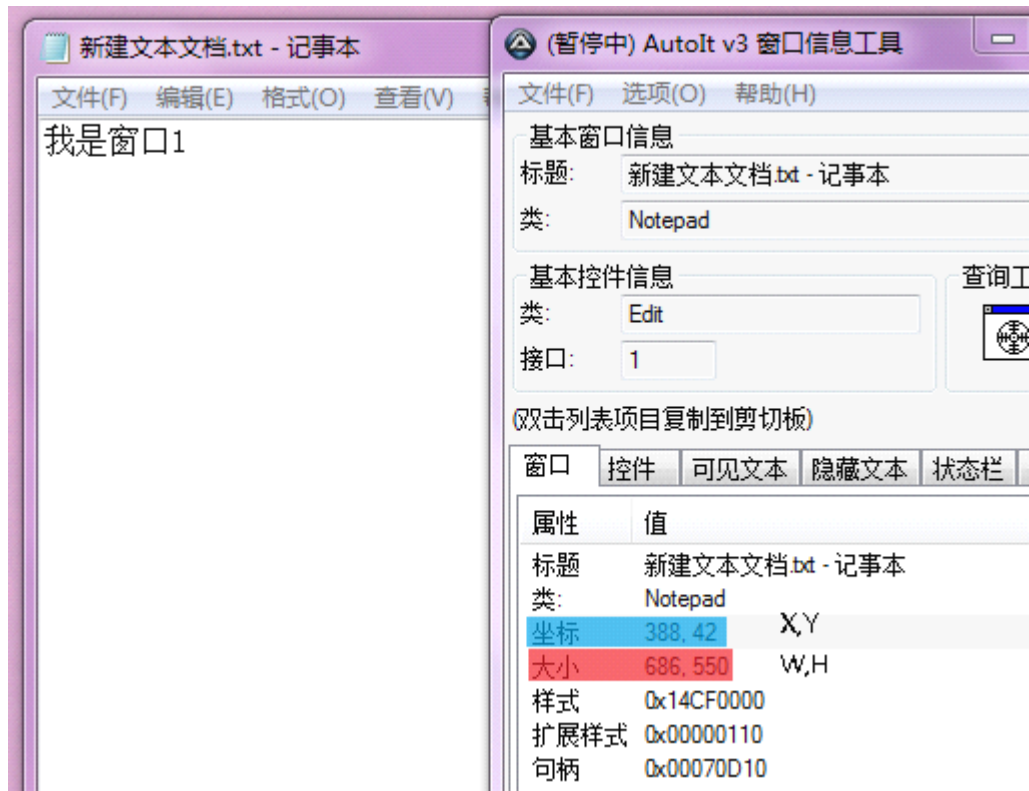 新建文本文档.txt - 记事本
文件(F) 编辑(E) 格式(O) 查看(V)
我是窗口1
(暂停中) AutoIt v3 窗口信息工具
文件(F) 选项(O) 帮助(H)
基本窗口信息
标题: 新建文本文档.txt - 记事本
类: Notepad
基本控件信息
类: Edit
接口: 1
查询工
(双击列表项目复制到剪切板)
窗口 控件 可见文本 隐藏文本 状态栏
属性 值
标题 新建文本文档.txt - 记事本
类: Notepad
坐标 388, 42 X,Y
大小 686, 550 W,H
样式 0x14CF0000
扩展样式 0x00000110
句柄 0x00070D10